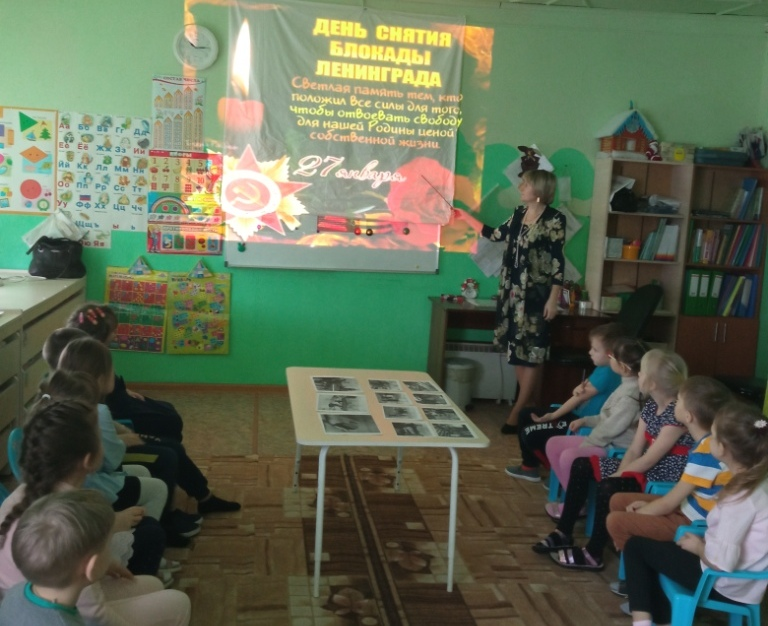 ДЕНЬ СНЯТИЯ
БЛОКАДЫ
ЛЕНИНГРАДА
Светлая память тем, кто
положил все силы для того,
чтобы отвоевать свободу
для нашей Родины ценой
собственной жизни.
27 января